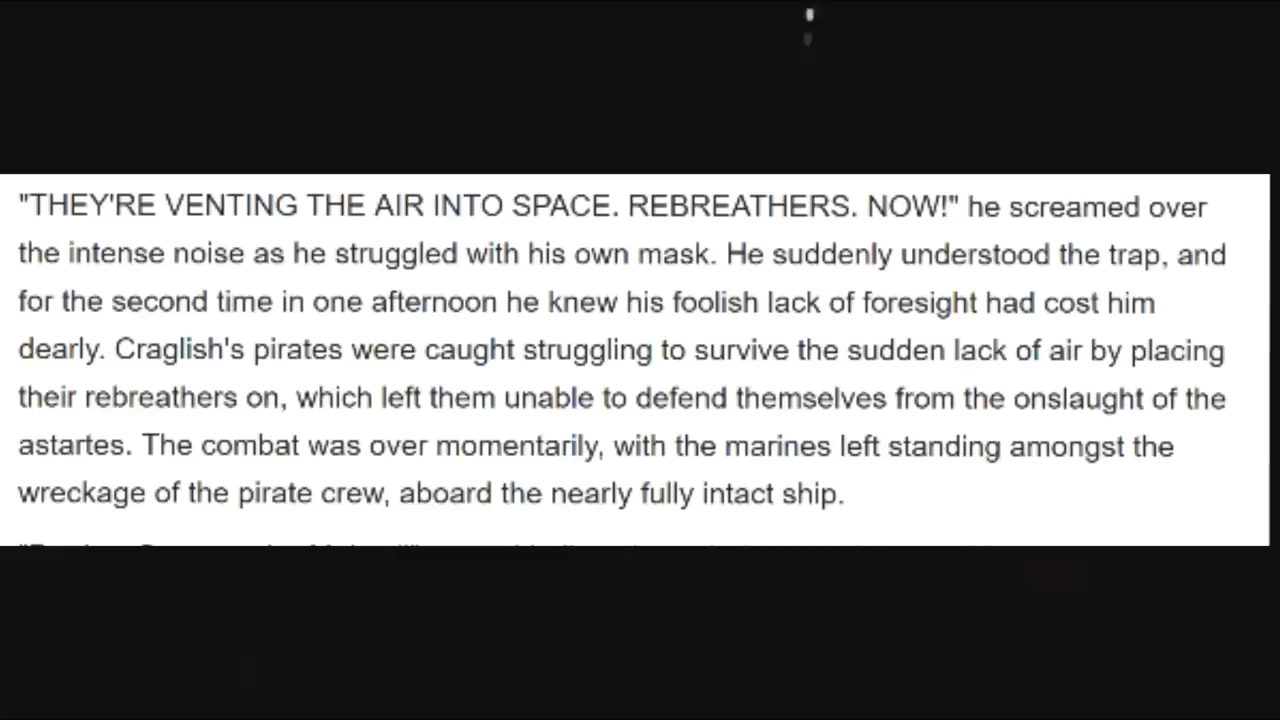 "THEY'RE VENTING THE AIR INTO SPACE. REBREATHERS. NOW!" he screamed over
the intense noise as he struggled with his own mask. He suddenly understood the trap, and
for the second time in one afternoon he knew his foolish lack of foresight had cost him
dearly. Craglish's pirates were caught struggling to survive the sudden lack of air by placing
their rebreathers on, which left them unable to defend themselves from the onslaught of the
astartes. The combat was over momentarily, with the marines left standing amongst the
wreckage of the pirate crew, aboard the nearly fully intact ship.